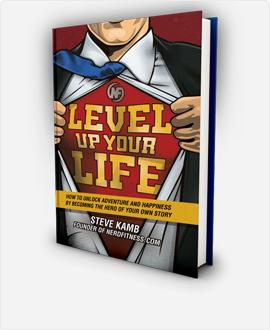 NF
LEVEL
UP YOUR
LIFE
HOW TO UNLOCK ADVENTURE AND HAPPINESS
BY BECOMING THE HERO OF YOUR OWN STORY
STEVE KAMB
FOUNDER OF NERDFITNESS.COM